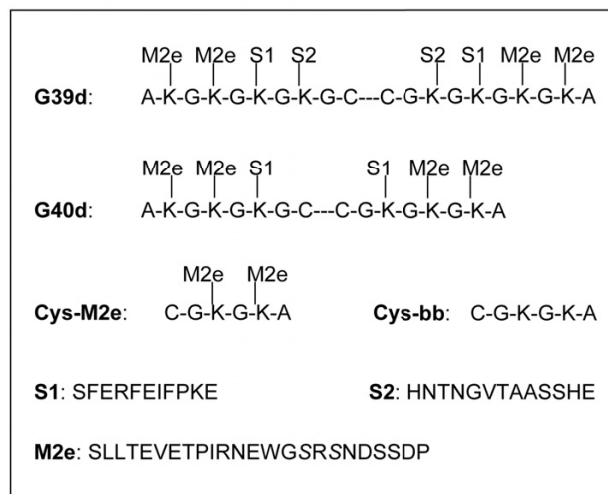 M2e M2e S1 S2 S2 S1 M2e M2e
G39d: A-K-G-K-G-K-G-K-G-C---C-G-K-G-K-G-K-G-K-A
M2e M2e S1 S1 M2e M2e
G40d: A-K-G-K-G-K-G-C---C-G-K-G-K-G-K-A
M2e M2e
Cys-M2e: C-G-K-G-K-A Cys-bb: C-G-K-G-K-A
S1: SFERFEIFPKE S2: HNTNGVTAASSHE
M2e: SLLTEVETPIRNEWGSRSNDSSDP